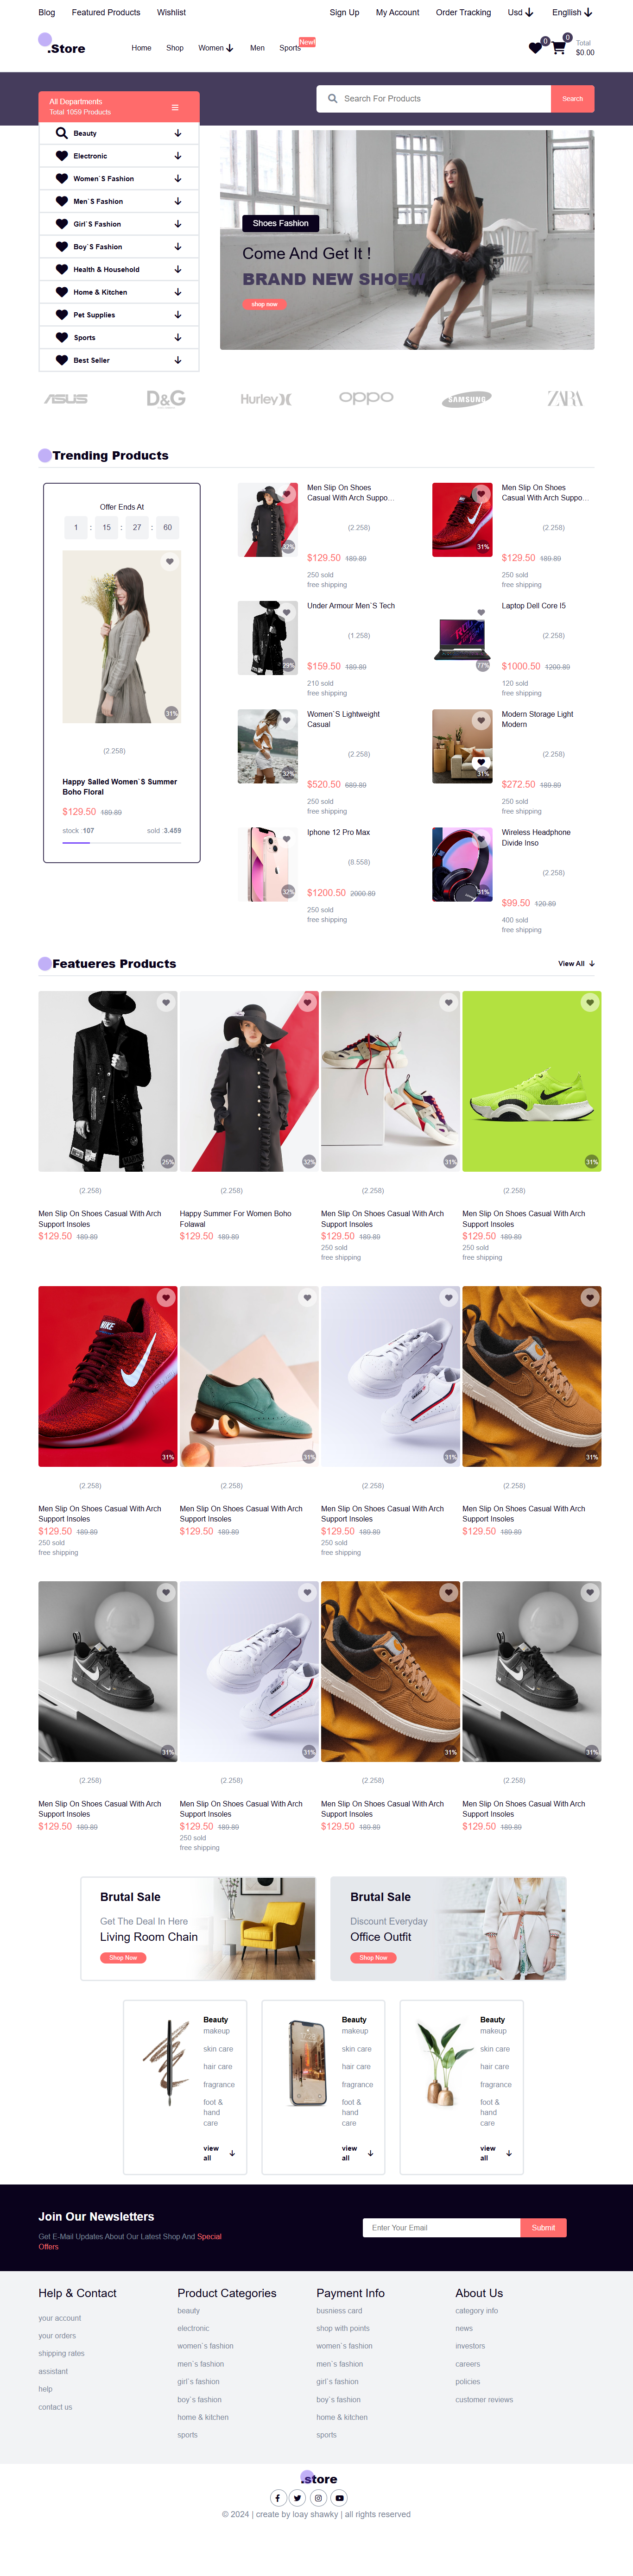 Blog Featured Products Wishlist Sign Up My Account Order Tracking Usd Engllish
.Store Home Shop Women Men Sports New! 0 0 Total
$0.00
All Departments
Total 1059 Products
Search For Products Search
Beauty
Electronic
Women`S Fashion
Men`S Fashion
Girl`S Fashion
Boy`S Fashion
Health & Household
Home & Kitchen
Pet Supplies
Sports
Best Seller
Shoes Fashion
Come And Get It !
BRAND NEW SHOEW
shop now
ASUS D&G Hurley OPPO SAMSUNG ZARA
Trending Products
Offer Ends At
1 : 15 : 27 : 60
31%
(2.258)
Happy Salled Women`S Summer
Boho Floral
$129.50 189.89
stock :107 sold :3.459
Men Slip On Shoes
Casual With Arch Suppo...
(2.258)
32%
$129.50 189.89
250 sold
free shipping
Men Slip On Shoes
Casual With Arch Suppo...
(2.258)
31%
$129.50 189.89
250 sold
free shipping
Under Armour Men`S Tech
(1.258)
29%
$159.50 189.89
210 sold
free shipping
Laptop Dell Core I5
(2.258)
77%
$1000.50 1200.89
120 sold
free shipping
Women`S Lightweight
Casual
(2.258)
32%
$520.50 689.89
250 sold
free shipping
Modern Storage Light
Modern
(2.258)
31%
$272.50 189.89
250 sold
free shipping
Iphone 12 Pro Max
(8.558)
31%
$1200.50 2000.89
250 sold
free shipping
Wireless Headphone
Divide Inso
(2.258)
31%
$99.50 120.89
400 sold
free shipping
Featueres Products View All
25% 32% 31% 31%
(2.258) (2.258) (2.258) (2.258)
Men Slip On Shoes Casual With Arch Happy Summer For Women Boho Men Slip On Shoes Casual With Arch Men Slip On Shoes Casual With Arch
Support Insoles Folawal Support Insoles Support Insoles
$129.50 189.89 $129.50 189.89 $129.50 189.89 $129.50 189.89
250 sold 250 sold
free shipping free shipping
NIKE
31% 31% 31% 31%
(2.258) (2.258) (2.258) (2.258)
Men Slip On Shoes Casual With Arch Men Slip On Shoes Casual With Arch Men Slip On Shoes Casual With Arch Men Slip On Shoes Casual With Arch
Support Insoles Support Insoles Support Insoles Support Insoles
$129.50 189.89 $129.50 189.89 $129.50 189.89 $129.50 189.89
250 sold 250 sold
free shipping free shipping
31% 31% 31% 31%
(2.258) (2.258) (2.258) (2.258)
Men Slip On Shoes Casual With Arch Men Slip On Shoes Casual With Arch Men Slip On Shoes Casual With Arch Men Slip On Shoes Casual With Arch
Support Insoles Support Insoles Support Insoles Support Insoles
$129.50 189.89 $129.50 189.89 $129.50 189.89 $129.50 189.89
250 sold
free shipping
Brutal Sale
Get The Deal In Here
Living Room Chain
Shop Now
Brutal Sale
Discount Everyday
Office Outfit
Shop Now
Beauty
makeup
skin care
hair care
fragrance
foot &
hand
care
view
all
Beauty
makeup
skin care
hair care
fragrance
foot &
hand
care
view
all
Beauty
makeup
skin care
hair care
fragrance
foot &
hand
care
view
all
Join Our Newsletters
Get E-Mail Updates About Our Latest Shop And Special
Offers
Enter Your Email Submit
Help & Contact
your account
your orders
shipping rates
assistant
help
contact us
Product Categories
beauty
electronic
women`s fashion
men`s fashion
girl`s fashion
boy`s fashion
home & kitchen
sports
Payment Info
busniess card
shop with points
women`s fashion
men`s fashion
girl`s fashion
boy`s fashion
home & kitchen
sports
About Us
category info
news
investors
careers
policies
customer reviews
.store
© 2024 | create by loay shawky | all rights reserved